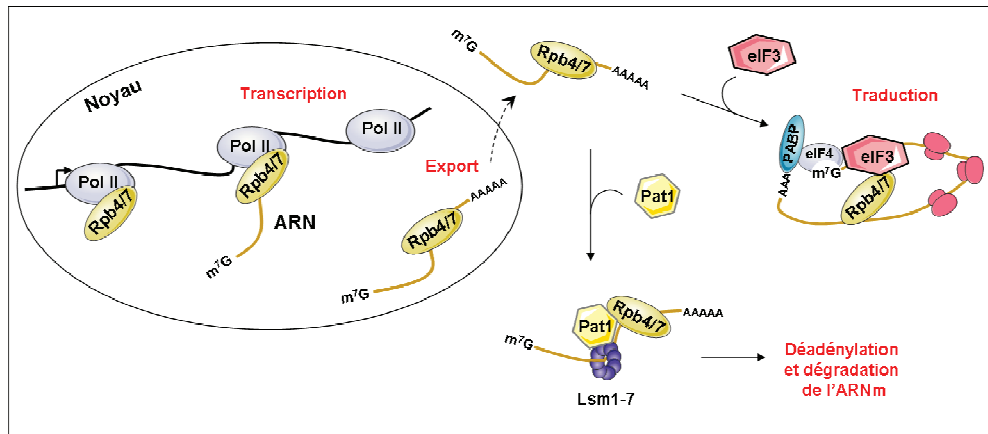 Noyau
Transcription
Pol II
Rpb4/7
Pol II
Rpb4/7
Pol II
ARN
m⁷G
Export
AAAAA
Rpb4/7
m⁷G
m⁷G
Rpb4/7
AAAAA
eIF3
Traduction
PABP
eIF4
eIF3
m⁷G
AAA
Rpb4/7
Pat1
Pat1
Rpb4/7
AAAAA
m⁷G
Lsm1-7
Déadénylation
et dégradation
de l’ARNm